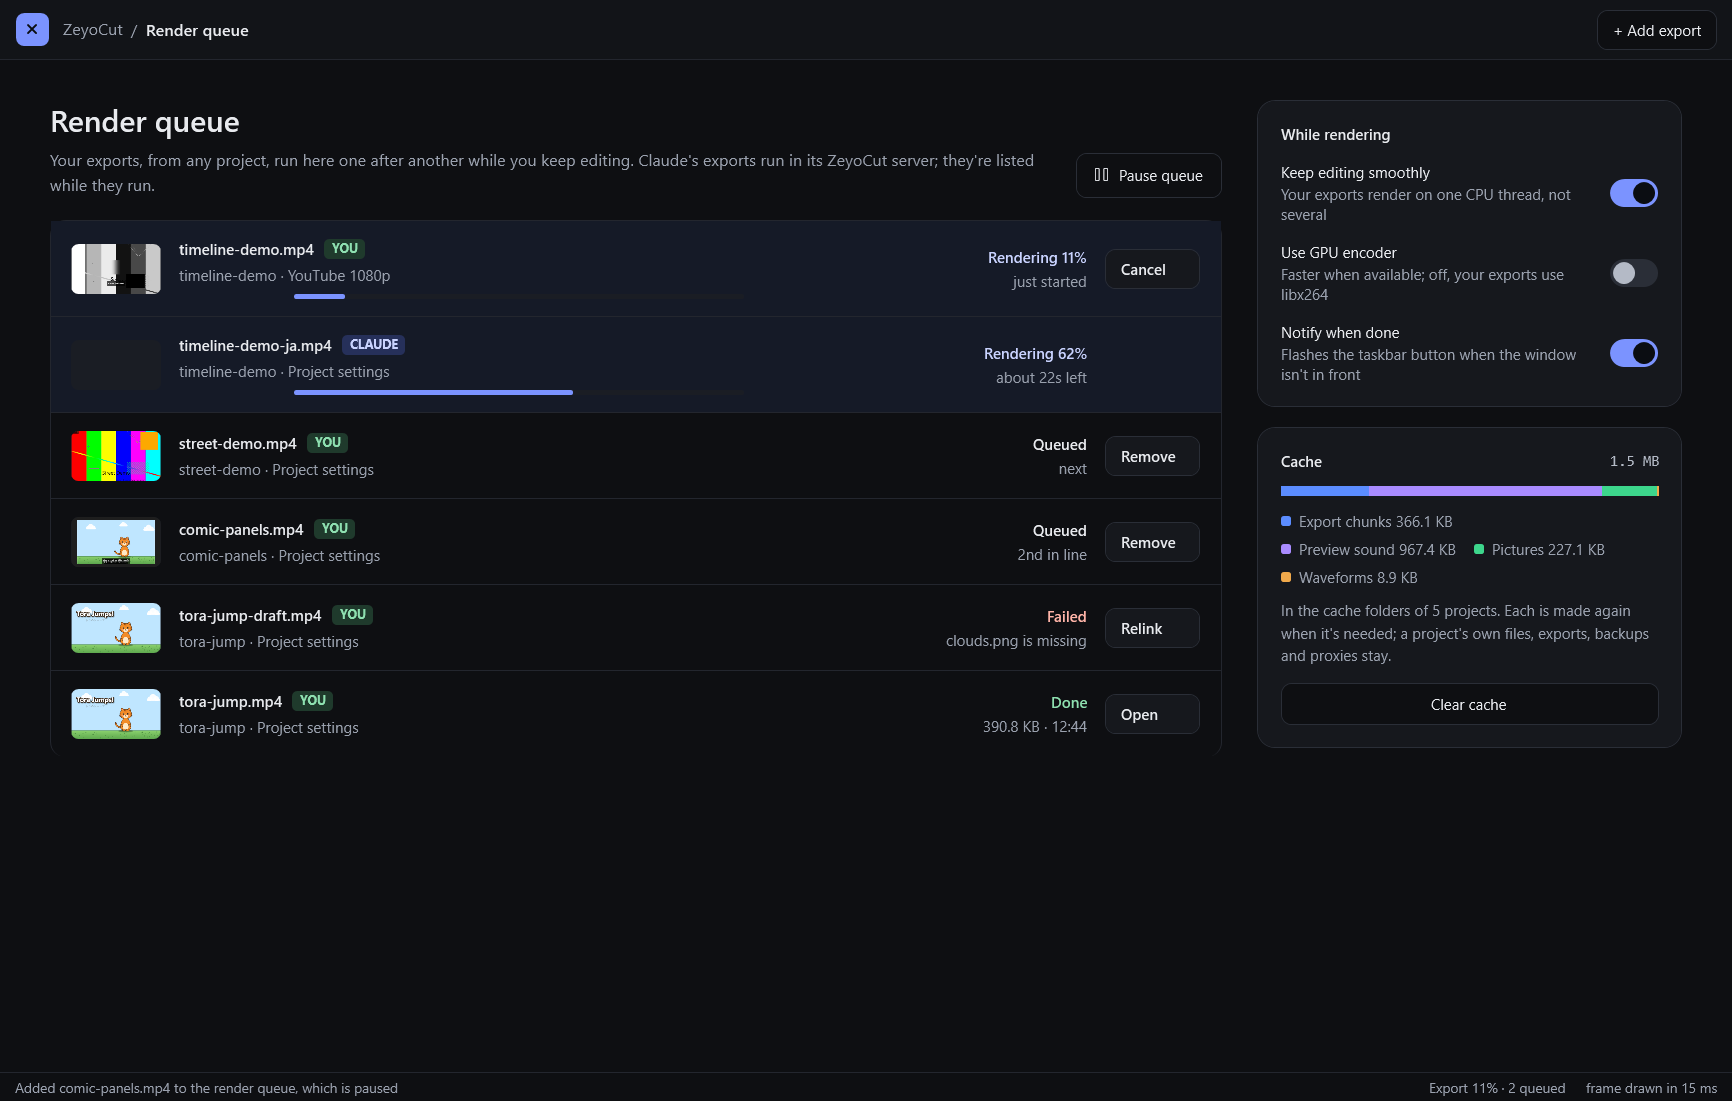 ZeyoCut / Render queue
+ Add export
Render queue
Your exports, from any project, run here one after another while you keep editing. Claude's exports run in its ZeyoCut server; they're listed
while they run.
Pause queue
timeline-demo.mp4 YOU
timeline-demo · YouTube 1080p
Rendering 11%
just started
Cancel
timeline-demo-ja.mp4 CLAUDE
timeline-demo · Project settings
Rendering 62%
about 22s left
street-demo.mp4 YOU
street-demo · Project settings
Queued
next
Remove
comic-panels.mp4 YOU
comic-panels · Project settings
Queued
2nd in line
Remove
Tora Jumps!
tora-jump-draft.mp4 YOU
tora-jump · Project settings
Failed
clouds.png is missing
Relink
Tora Jumps!
tora-jump.mp4 YOU
tora-jump · Project settings
Done
390.8 KB · 12:44
Open
While rendering
Keep editing smoothly
Your exports render on one CPU thread, not
several
Use GPU encoder
Faster when available; off, your exports use
libx264
Notify when done
Flashes the taskbar button when the window
isn't in front
Cache 1.5 MB
Export chunks 366.1 KB
Preview sound 967.4 KB Pictures 227.1 KB
Waveforms 8.9 KB
In the cache folders of 5 projects. Each is made again
when it's needed; a project's own files, exports, backups
and proxies stay.
Clear cache
Added comic-panels.mp4 to the render queue, which is paused
Export 11% · 2 queued frame drawn in 15 ms